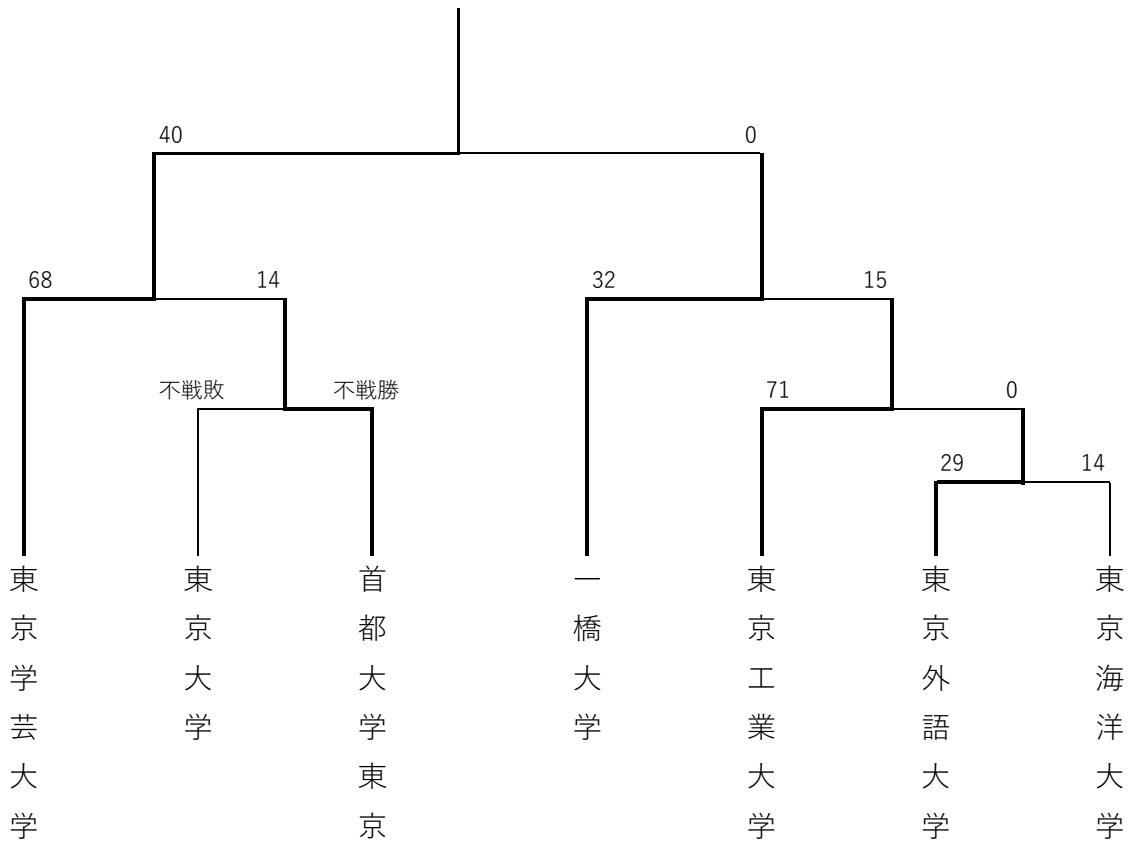 40 0
68 14 32 15
不戦敗 不戦勝 71 0
29 14
東京学芸大学
東京大学
首都大学東京
一橋大学
東京工業大学
東京外語大学
東京海洋大学